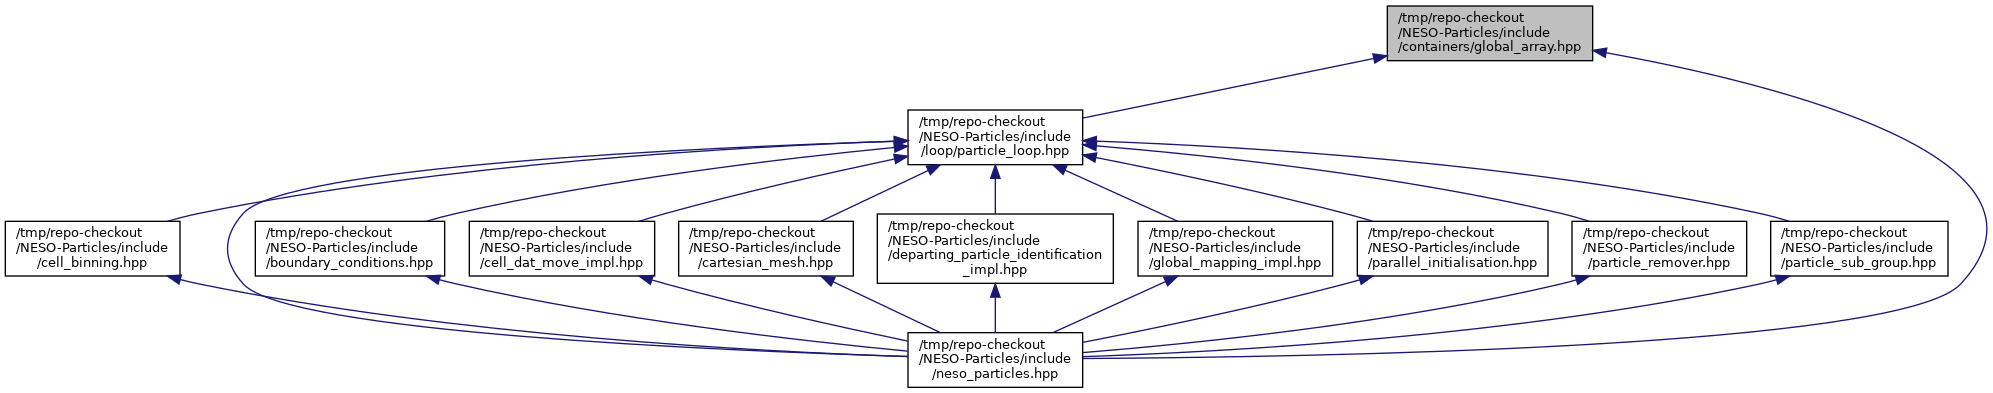 /tmp/repo-checkout
/NESO-Particles/include
/containers/global_array.hpp
/tmp/repo-checkout
/NESO-Particles/include
/loop/particle_loop.hpp
/tmp/repo-checkout
/NESO-Particles/include
/cell_binning.hpp
/tmp/repo-checkout
/NESO-Particles/include
/boundary_conditions.hpp
/tmp/repo-checkout
/NESO-Particles/include
/cell_dat_move_impl.hpp
/tmp/repo-checkout
/NESO-Particles/include
/cartesian_mesh.hpp
/tmp/repo-checkout
/NESO-Particles/include
/departing_particle_identification
_impl.hpp
/tmp/repo-checkout
/NESO-Particles/include
/global_mapping_impl.hpp
/tmp/repo-checkout
/NESO-Particles/include
/parallel_initialisation.hpp
/tmp/repo-checkout
/NESO-Particles/include
/particle_remover.hpp
/tmp/repo-checkout
/NESO-Particles/include
/particle_sub_group.hpp
/tmp/repo-checkout
/NESO-Particles/include
/neso_particles.hpp